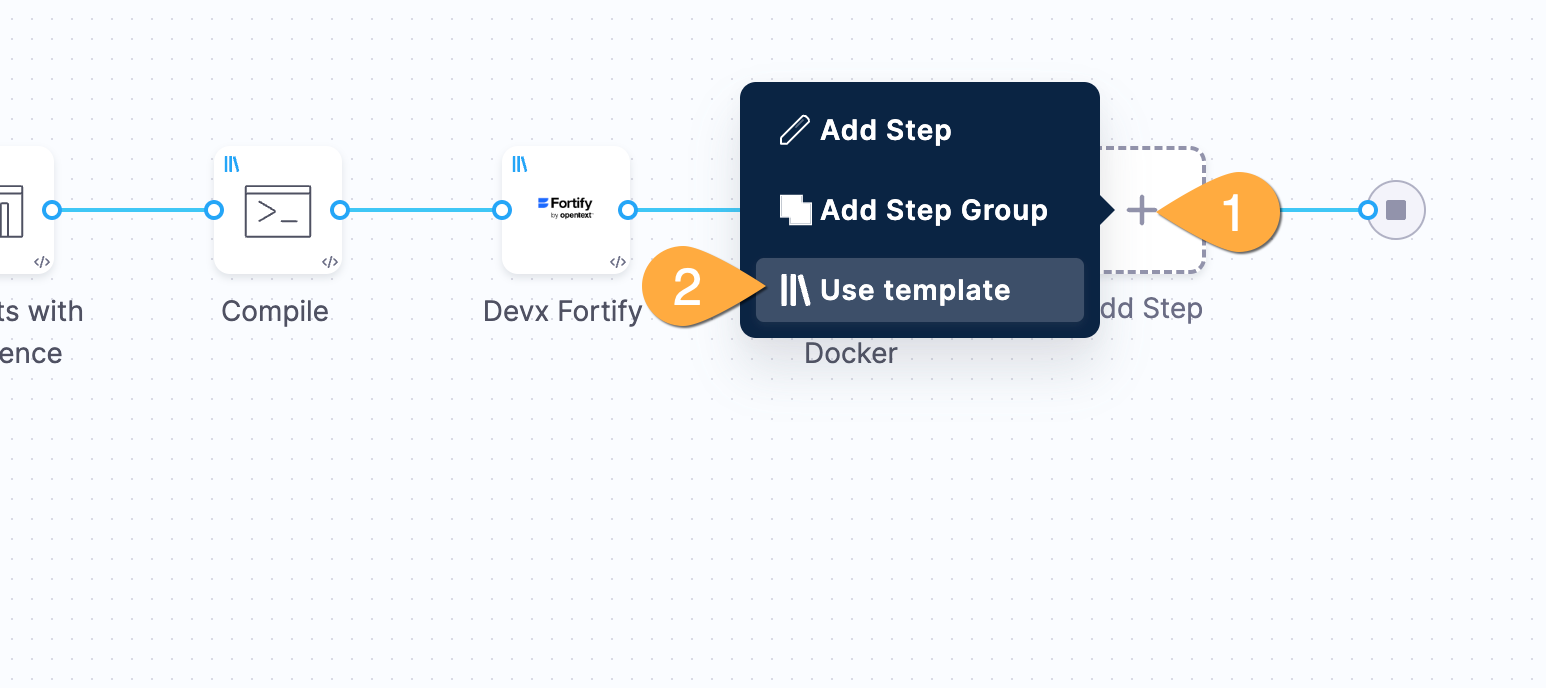 Add Step
Add Step Group
1
2
Use template
Fortify
by opentext
</>
</>
</>
ts with
ence
Compile
Devx Fortify
Docker
dd Step